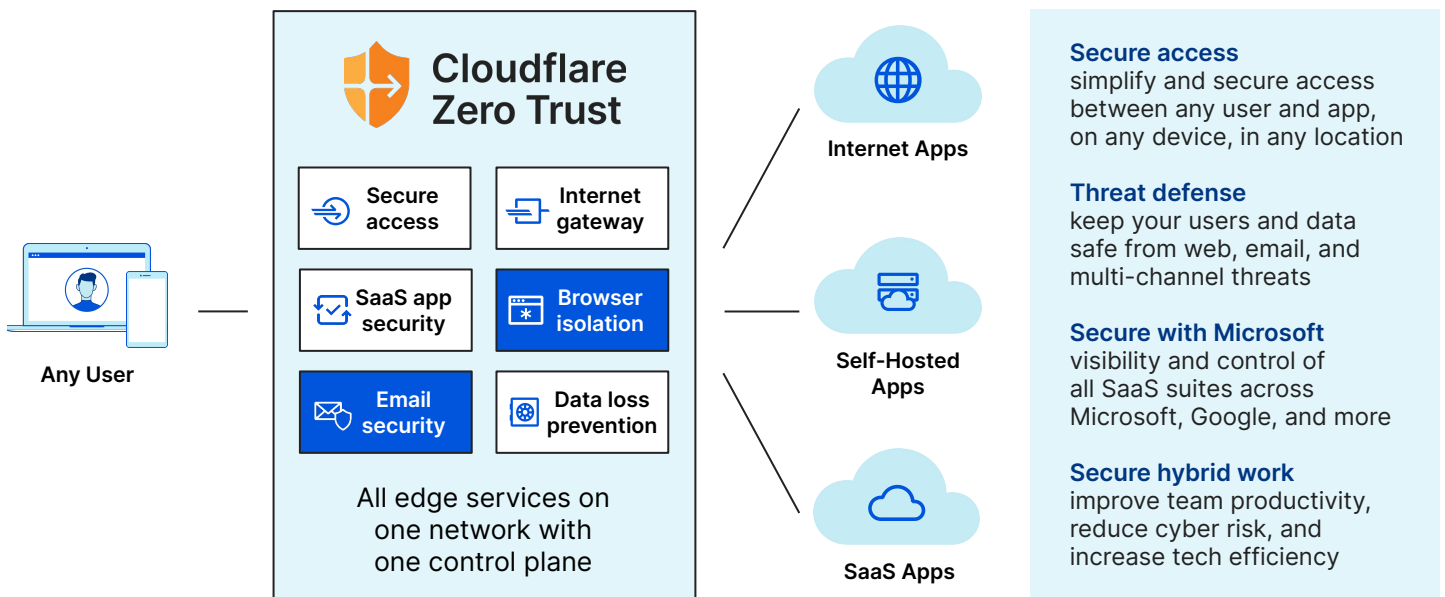 Cloudflare
Zero Trust
Secure
access
Internet
gateway
SaaS app
security
Browser
isolation
Email
security
Data loss
prevention
All edge services on
one network with
one control plane
Any User
Internet Apps
Self-Hosted
Apps
SaaS Apps
Secure access
simplify and secure access
between any user and app,
on any device, in any location
Threat defense
keep your users and data
safe from web, email, and
multi-channel threats
Secure with Microsoft
visibility and control of
all SaaS suites across
Microsoft, Google, and more
Secure hybrid work
improve team productivity,
reduce cyber risk, and
increase tech efficiency